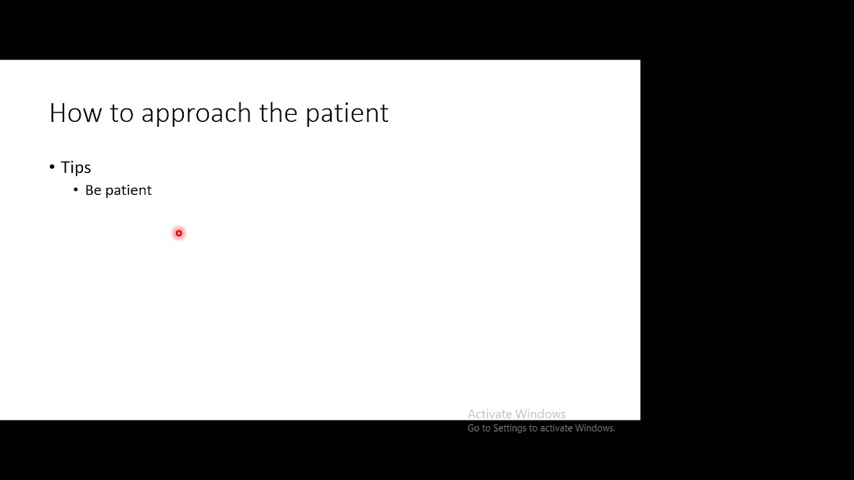 How to approach the patient
• Tips
• Be patient
Activate Windows
Go to Settings to activate Windows.